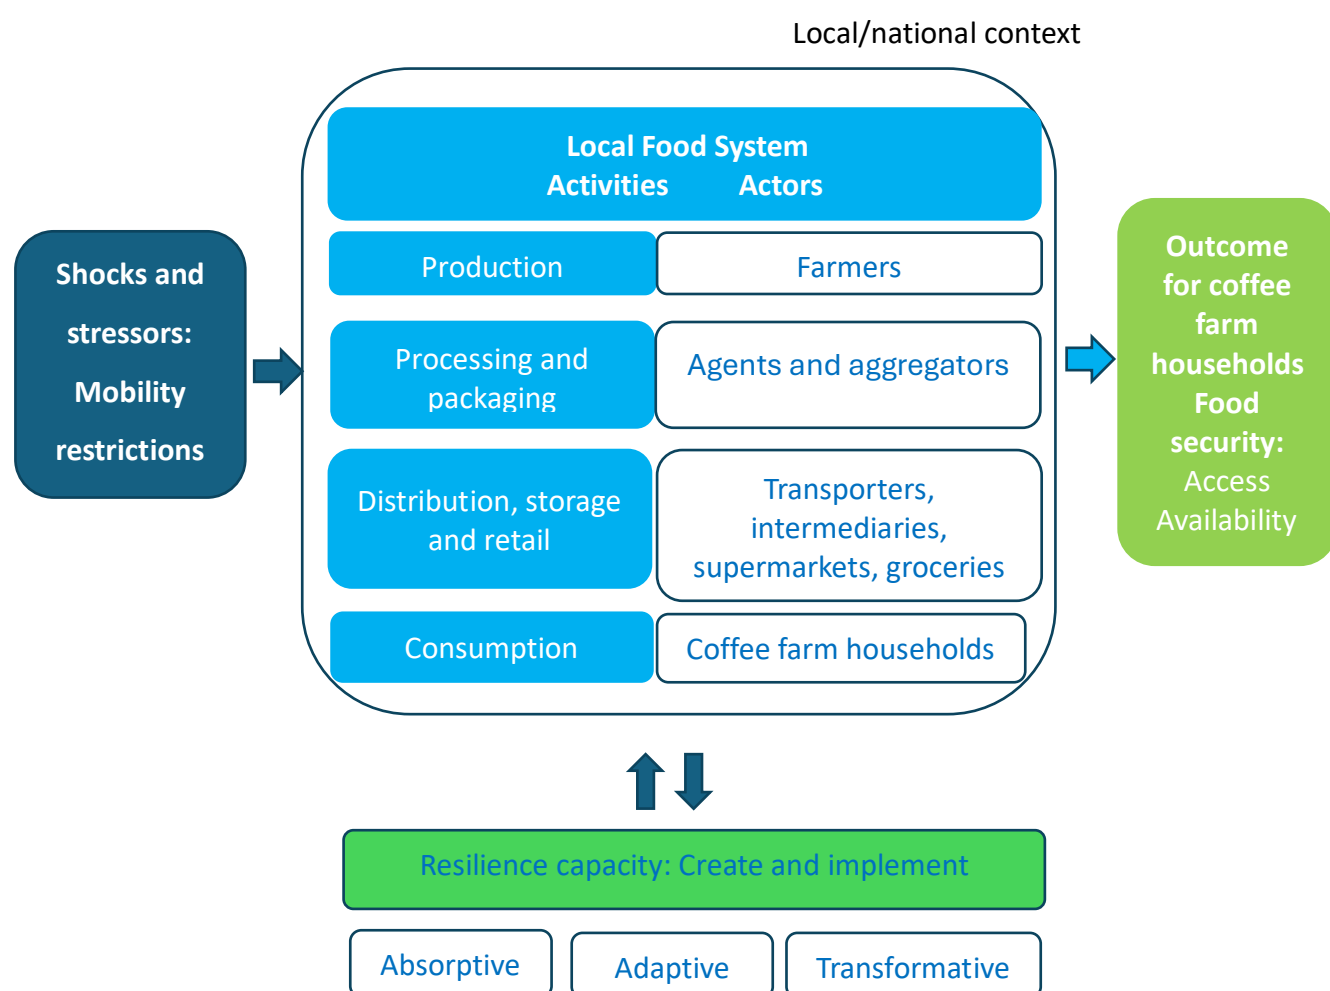 Local/national context
Shocks and
stressors:
Mobility
restrictions
Local Food System
Activities Actors
Production
Farmers
Processing and
packaging
Agents and aggregators
Distribution, storage
and retail
Transporters,
intermediaries,
supermarkets, groceries
Consumption
Coffee farm households
Outcome
for coffee
farm
households
Food
security:
Access
Availability
Resilience capacity: Create and implement
Absorptive
Adaptive
Transformative